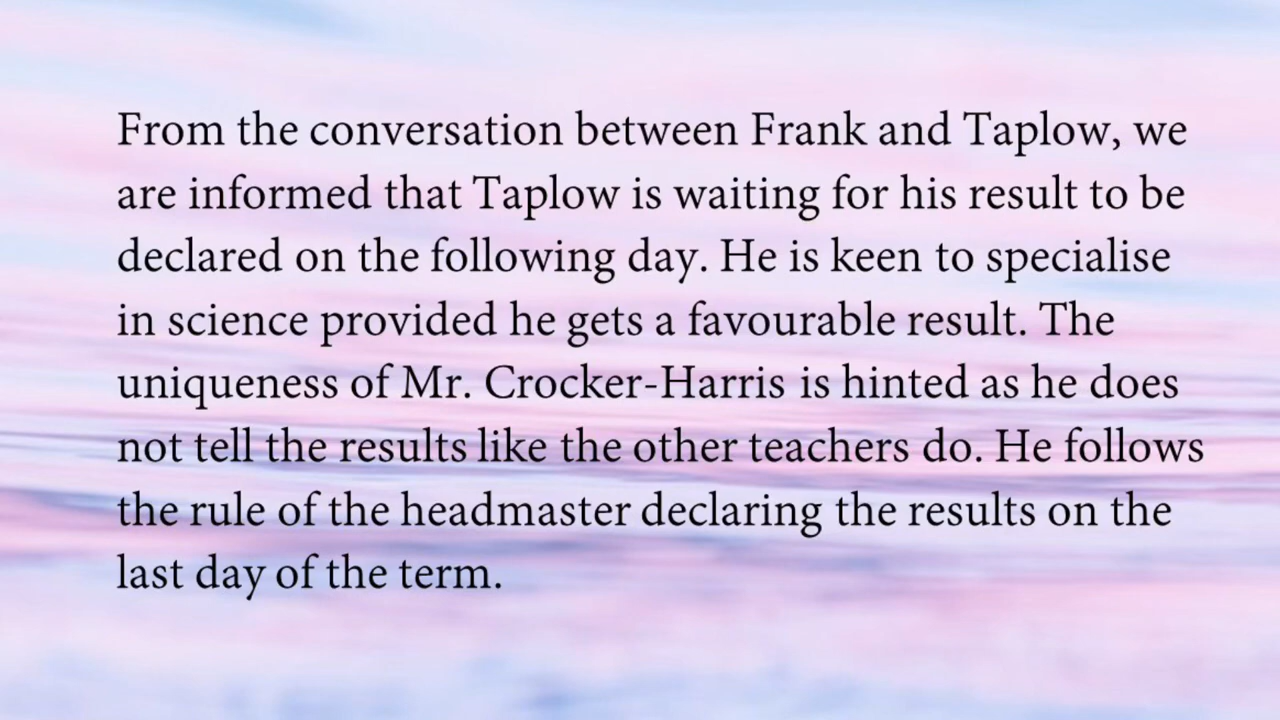 From the conversation between Frank and Taplow, we
are informed that Taplow is waiting for his result to be
declared on the following day. He is keen to specialise
in science provided he gets a favourable result. The
uniqueness of Mr. Crocker-Harris is hinted as he does
not tell the results like the other teachers do. He follows
the rule of the headmaster declaring the results on the
last day of the term.